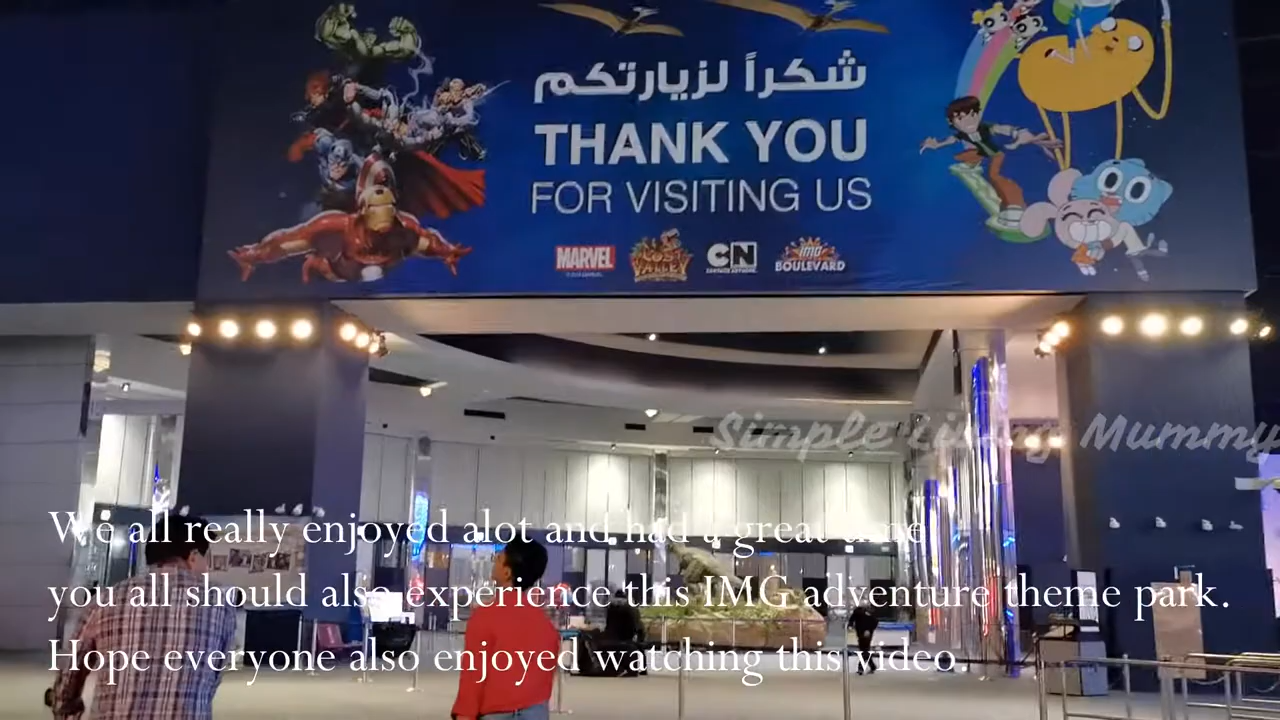 شكراً لزيارتكم
THANK YOU
FOR VISITING US
MARVEL
LOST VALLEY
CN
CARTOON NETWORK
IMG
BOULEVARD
Simple Living Mummy
We all really enjoyed alot and had a great time
you all should also experience this IMG adventure theme park.
Hope everyone also enjoyed watching this video.